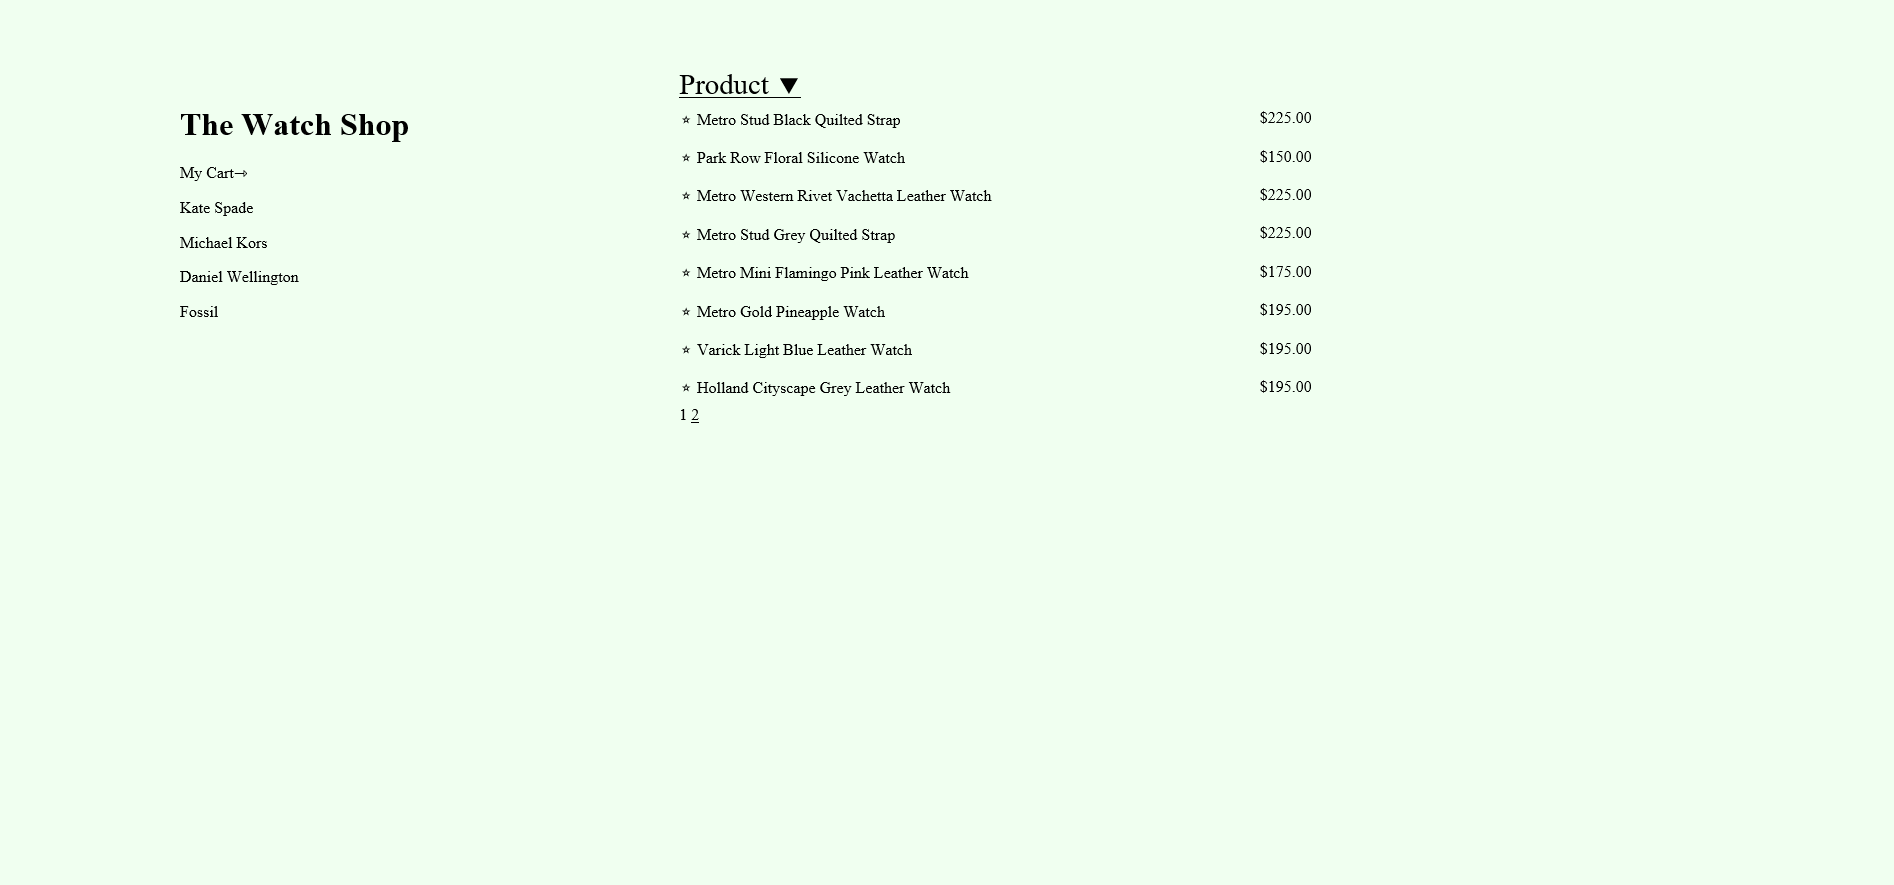 The Watch Shop
My Cart⇾
Kate Spade
Michael Kors
Daniel Wellington
Fossil
Product ▼
☆ Metro Stud Black Quilted Strap $225.00
☆ Park Row Floral Silicone Watch $150.00
☆ Metro Western Rivet Vachetta Leather Watch $225.00
☆ Metro Stud Grey Quilted Strap $225.00
☆ Metro Mini Flamingo Pink Leather Watch $175.00
☆ Metro Gold Pineapple Watch $195.00
☆ Varick Light Blue Leather Watch $195.00
☆ Holland Cityscape Grey Leather Watch $195.00
1 2